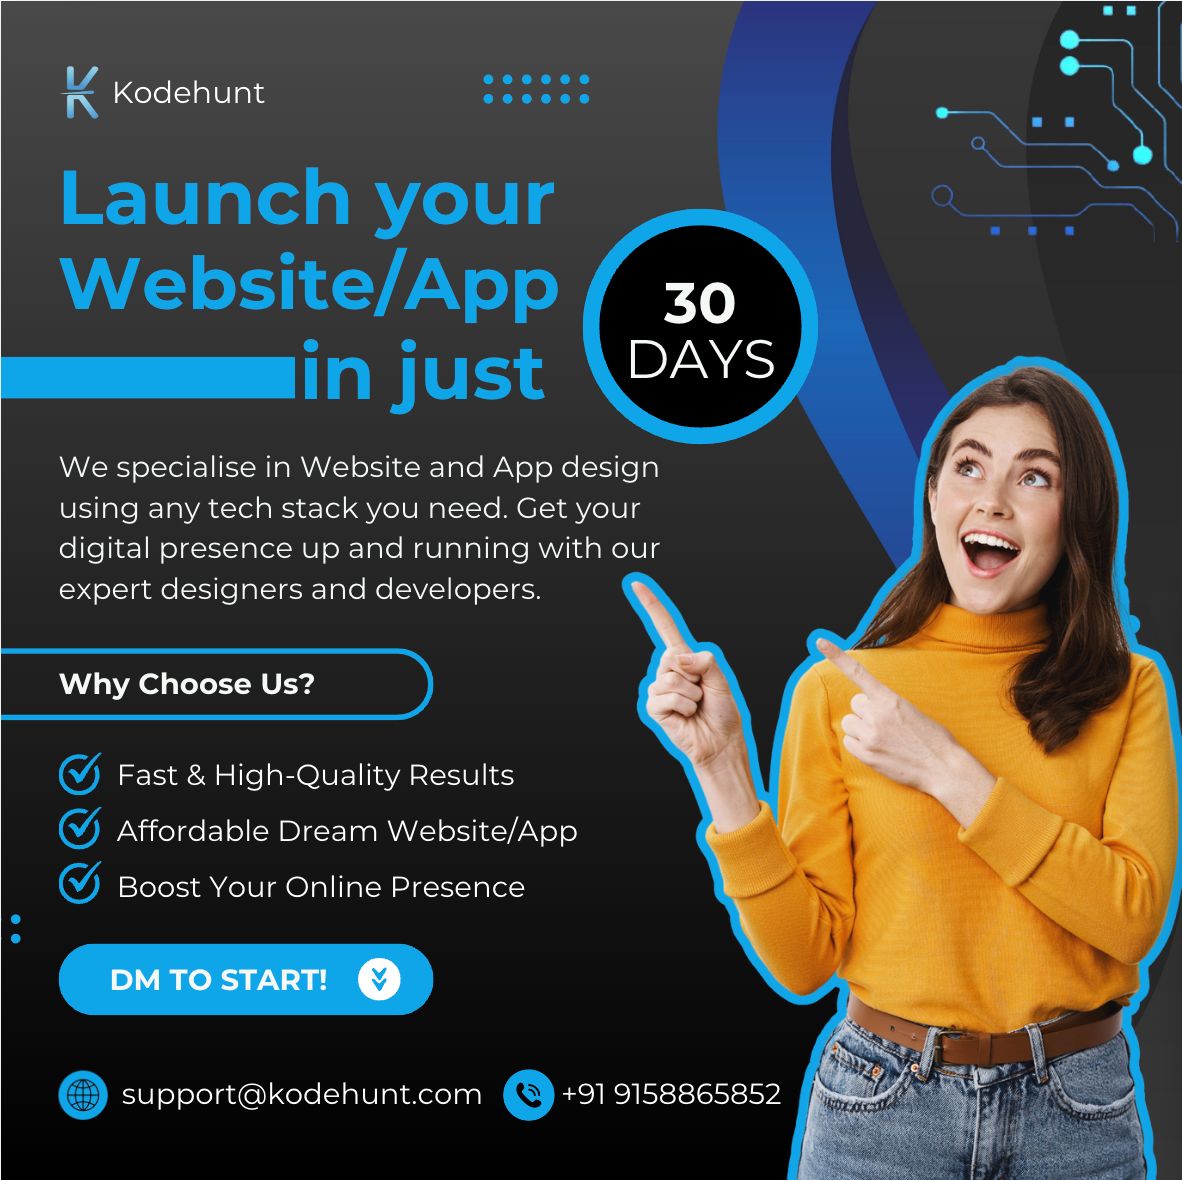 Kodehunt
Launch your
Website/App
in just
30
DAYS
We specialise in Website and App design
using any tech stack you need. Get your
digital presence up and running with our
expert designers and developers.
Why Choose Us?
Fast & High-Quality Results
Affordable Dream Website/App
Boost Your Online Presence
DM TO START!
support@kodehunt.com
+91 9158865852